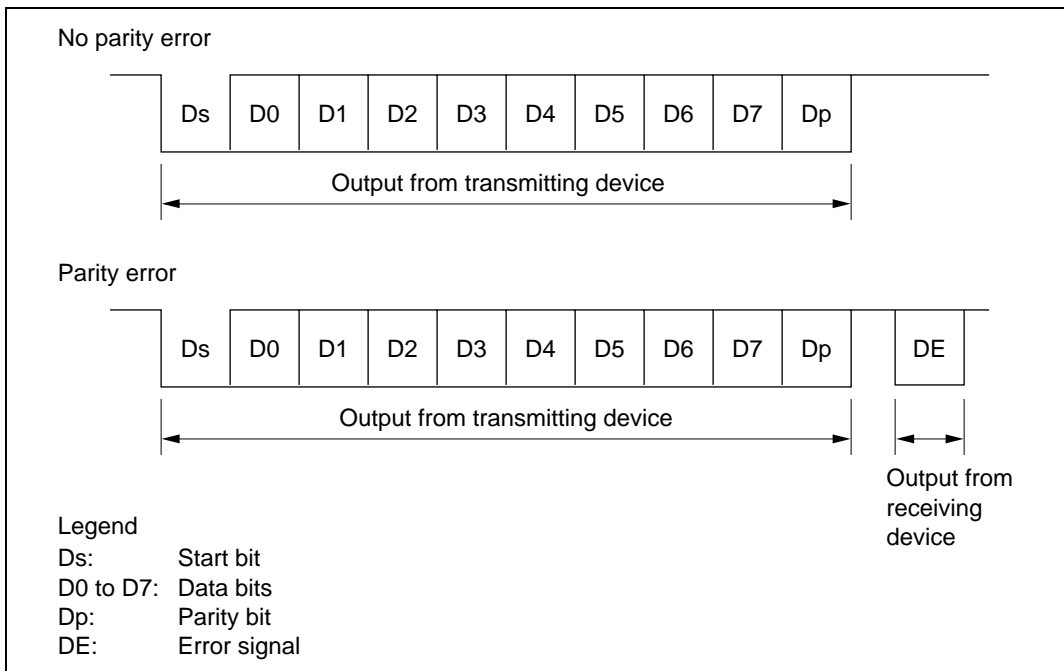 No parity error
Ds D0 D1 D2 D3 D4 D5 D6 D7 Dp
Output from transmitting device
Parity error
Ds D0 D1 D2 D3 D4 D5 D6 D7 Dp DE
Output from transmitting device
Output from
receiving
device
Legend
Ds: Start bit
D0 to D7: Data bits
Dp: Parity bit
DE: Error signal